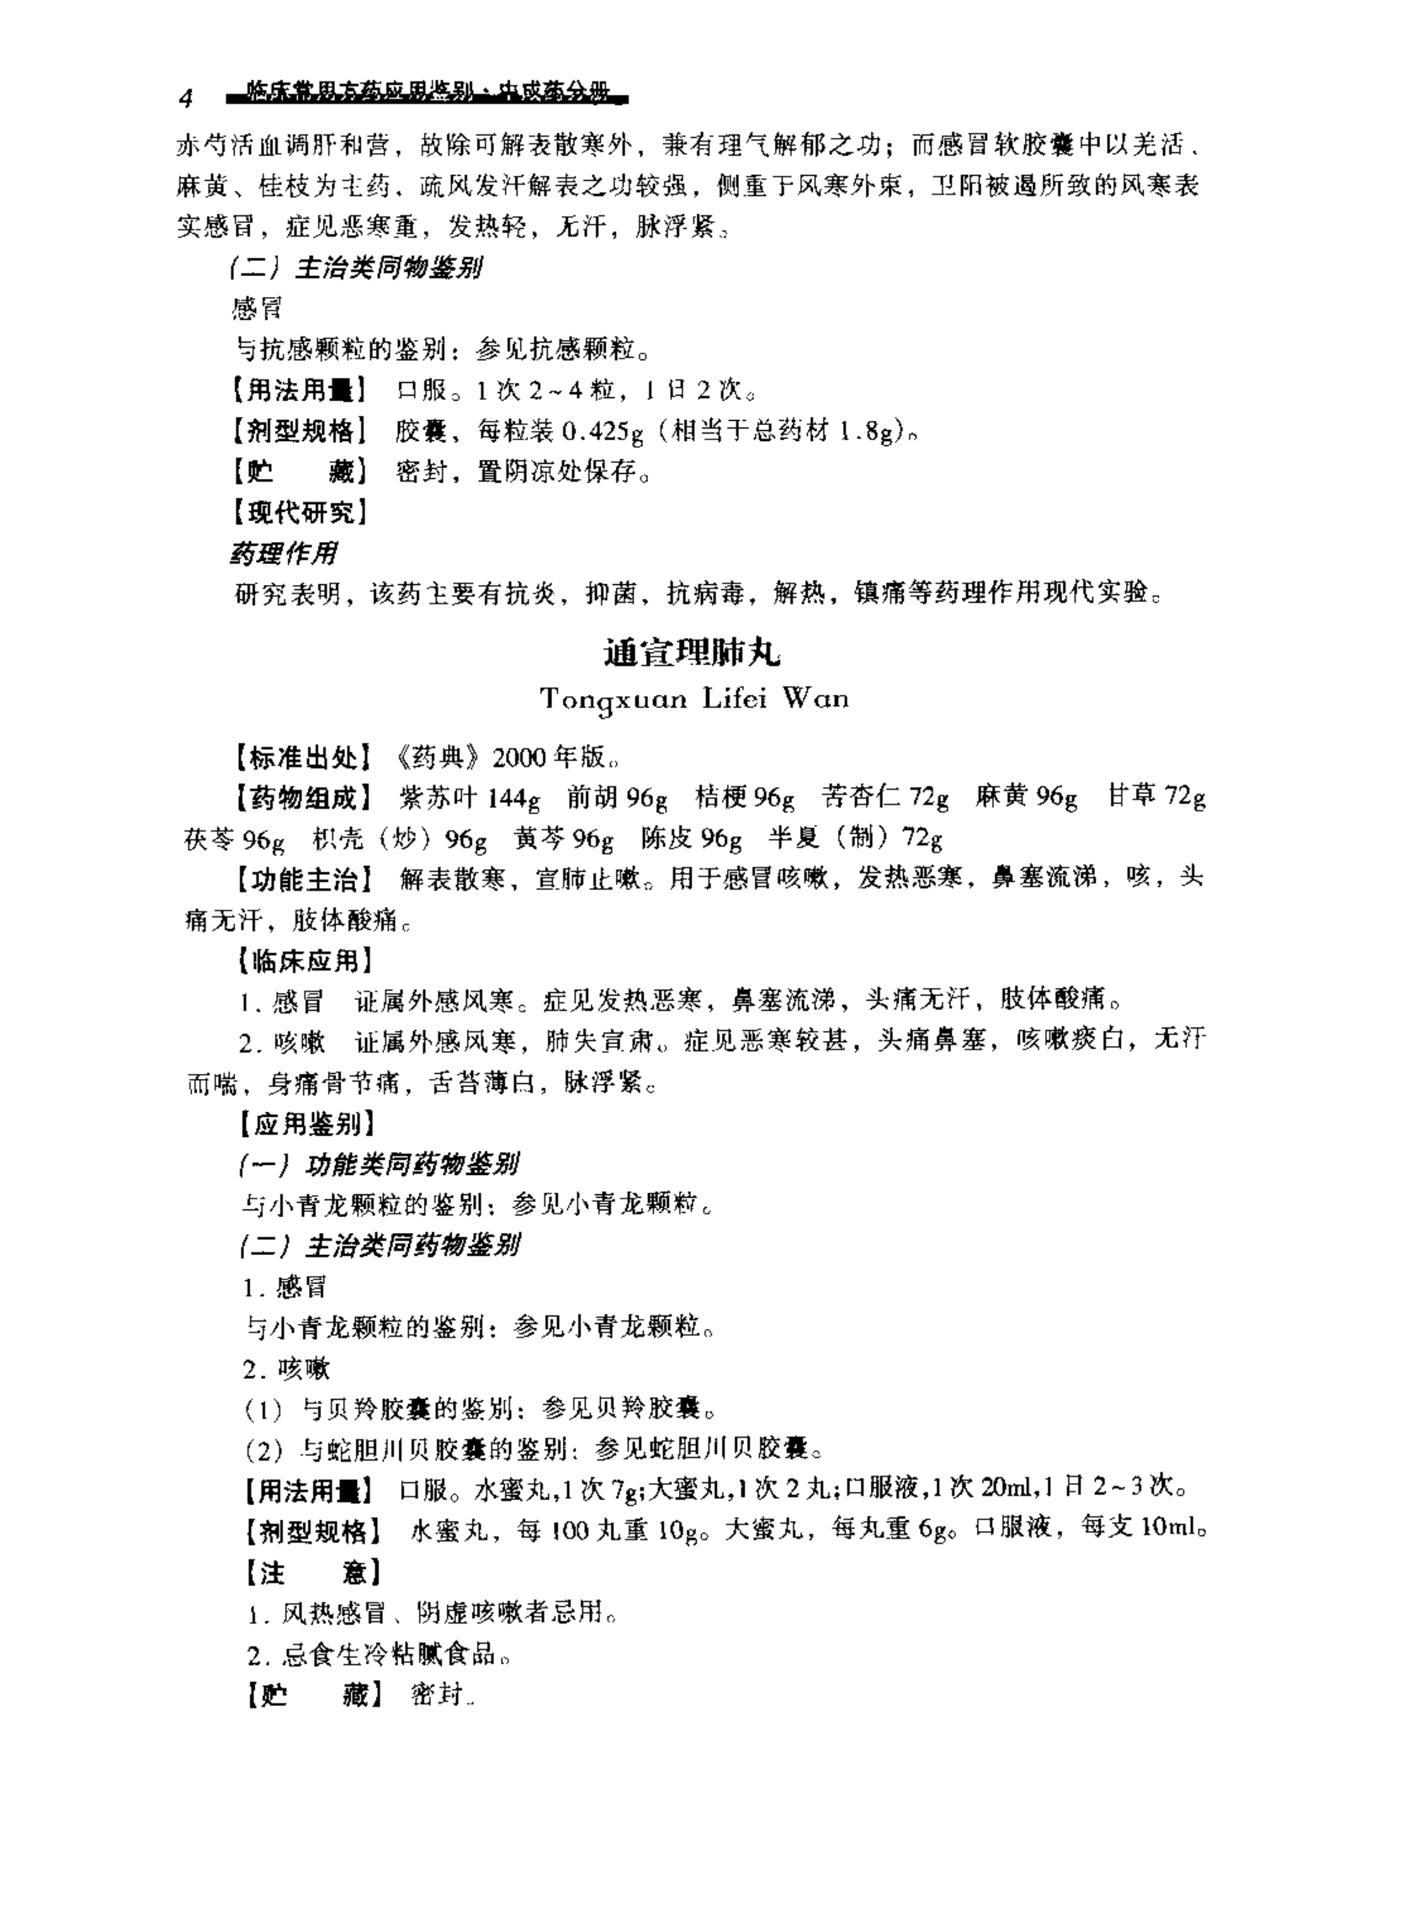 4 临床常用方药应用鉴别·中成药分册
赤芍活血调肝和营，故除可解表散寒外，兼有理气解郁之功；而感冒软胶囊中以羌活、
麻黄、桂枝为主药，疏风发汗解表之功较强，侧重于风寒外束，卫阳被遏所致的风寒表
实感冒，症见恶寒重，发热轻，无汗，脉浮紧。
（二）主治类同物鉴别
感冒
与抗感颗粒的鉴别：参见抗感颗粒。
【用法用量】 口服。1次2~4粒，1日2次。
【剂型规格】 胶囊，每粒装0.425g（相当于总药材1.8g）。
【贮　　藏】 密封，置阴凉处保存。
【现代研究】
药理作用
研究表明，该药主要有抗炎，抑菌，抗病毒，解热，镇痛等药理作用现代实验。
通宣理肺丸
Tongxuan Lifei Wan
【标准出处】《药典》2000年版。
【药物组成】 紫苏叶144g　前胡96g　桔梗96g　苦杏仁72g　麻黄96g　甘草72g
茯苓96g　枳壳（炒）96g　黄芩96g　陈皮96g　半夏（制）72g
【功能主治】 解表散寒，宣肺止嗽。用于感冒咳嗽，发热恶寒，鼻塞流涕，咳，头
痛无汗，肢体酸痛。
【临床应用】
1. 感冒　证属外感风寒。症见发热恶寒，鼻塞流涕，头痛无汗，肢体酸痛。
2. 咳嗽　证属外感风寒，肺失宣肃。症见恶寒较甚，头痛鼻塞，咳嗽痰白，无汗
而喘，身痛骨节痛，舌苔薄白，脉浮紧。
【应用鉴别】
（一）功能类同药物鉴别
与小青龙颗粒的鉴别：参见小青龙颗粒。
（二）主治类同药物鉴别
1. 感冒
与小青龙颗粒的鉴别：参见小青龙颗粒。
2. 咳嗽
（1）与贝羚胶囊的鉴别：参见贝羚胶囊。
（2）与蛇胆川贝胶囊的鉴别：参见蛇胆川贝胶囊。
【用法用量】 口服。水蜜丸,1次7g;大蜜丸,1次2丸;口服液,1次20ml,1日2~3次。
【剂型规格】 水蜜丸，每100丸重10g。大蜜丸，每丸重6g。口服液，每支10ml。
【注　　意】
1. 风热感冒、阴虚咳嗽者忌用。
2. 忌食生冷粘腻食品。
【贮　　藏】 密封。